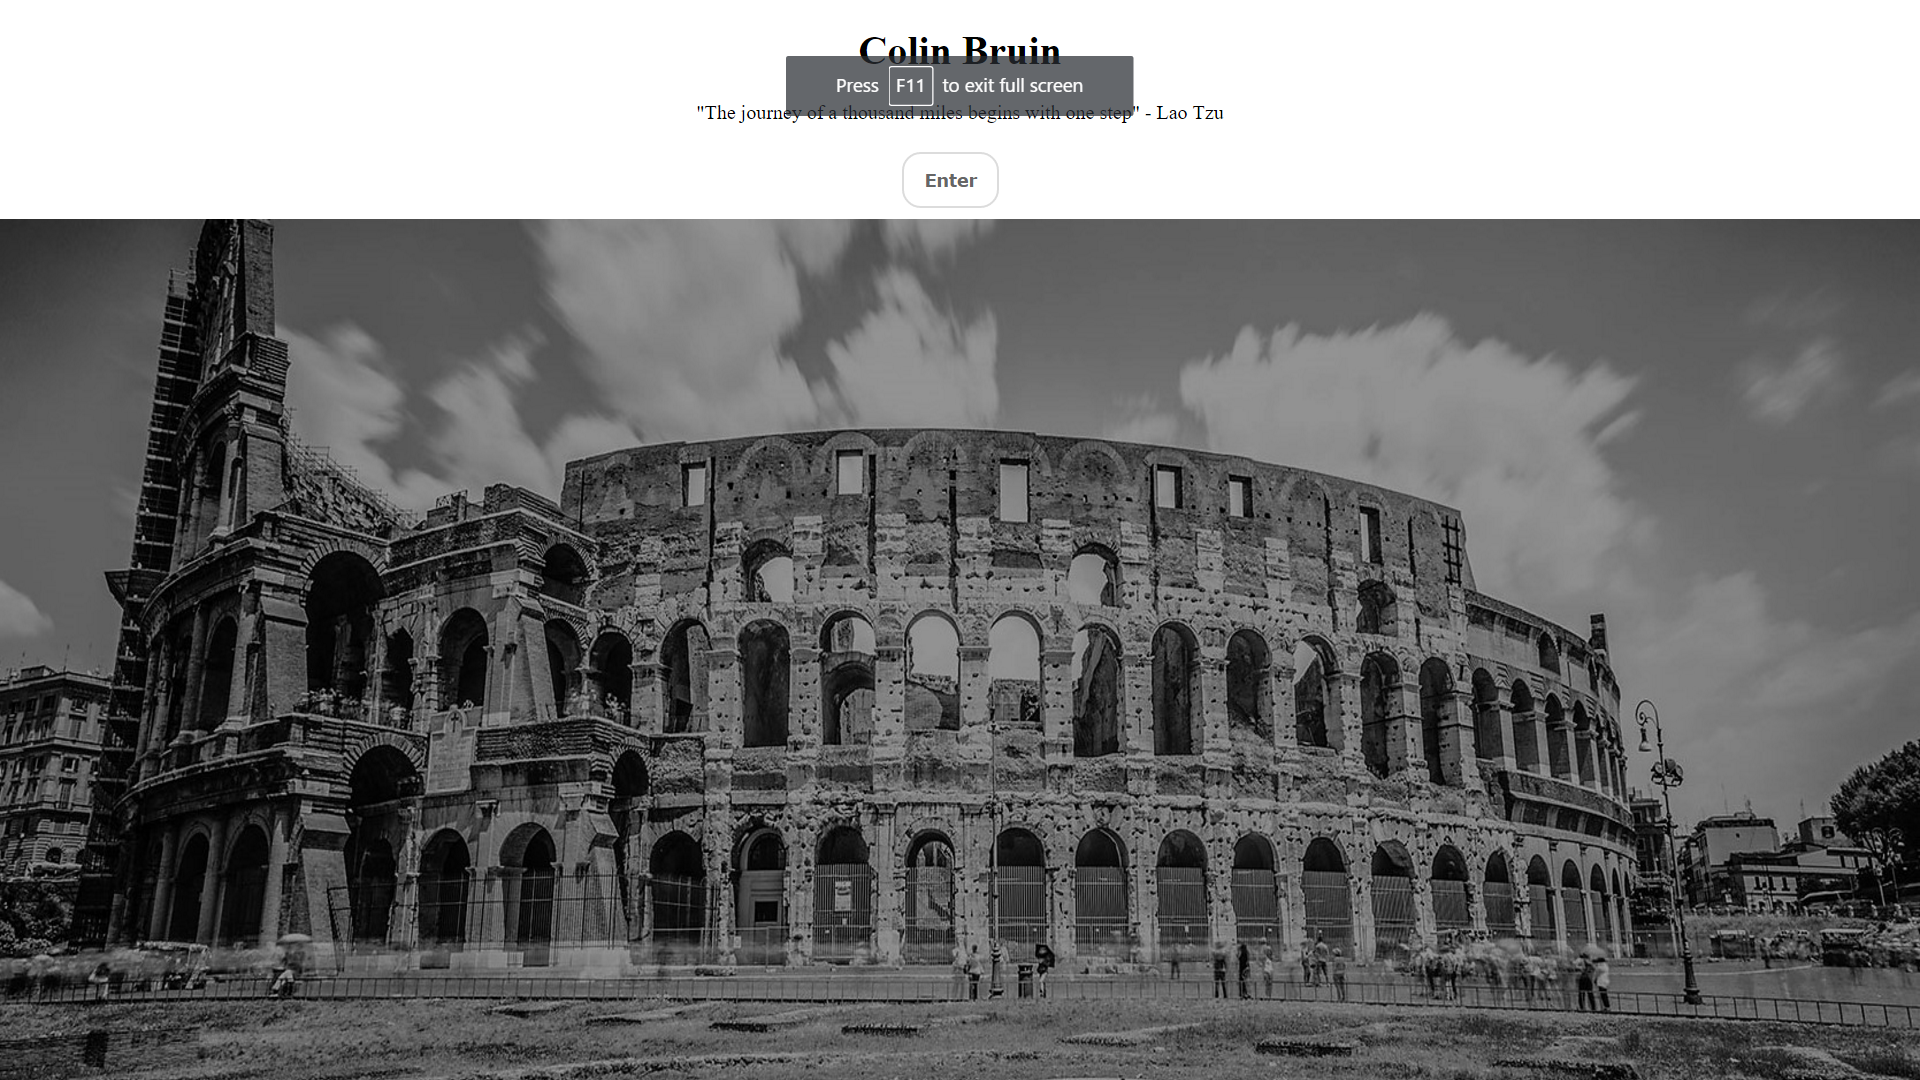 Colin Bruin
Press F11 to exit full screen
"The journey of a thousand miles begins with one step" - Lao Tzu
Enter